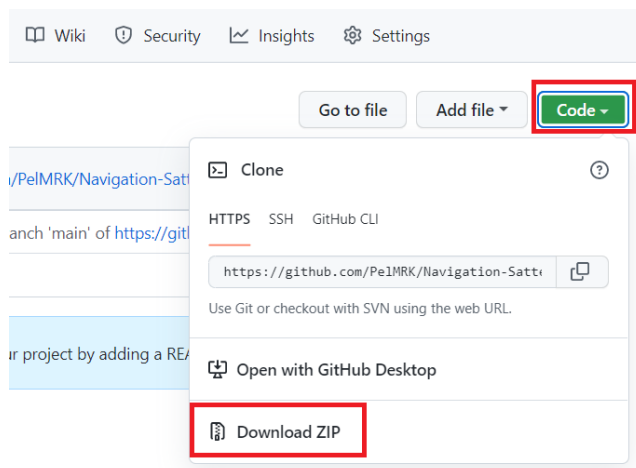 Wiki Security Insights Settings
Go to file Add file Code
/PelMRK/Navigation-Satt
Clone
anch 'main' of https://gitl
HTTPS SSH GitHub CLI
https://github.com/PelMRK/Navigation-Satte
Use Git or checkout with SVN using the web URL.
ur project by adding a REA
Open with GitHub Desktop
Download ZIP